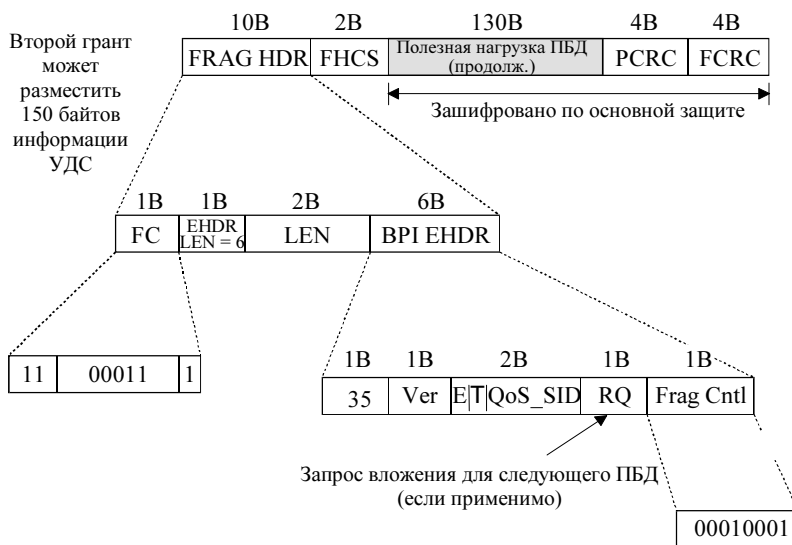 10B 2B 130B 4B 4B
Второй грант
может
разместить
150 байтов
информации
УДС
FRAG HDR FHCS Полезная нагрузка ПБД PCRC FCRC
(продолж.)
Зашифровано по основной защите
1B 1B 2B 6B
FC EHDR LEN = 6 LEN BPI EHDR
11 00011 1
1B 1B 2B 1B 1B
35 Ver E|T|QoS_SID RQ Frag Cntl
Запрос вложения для следующего ПБД
(если применимо)
00010001